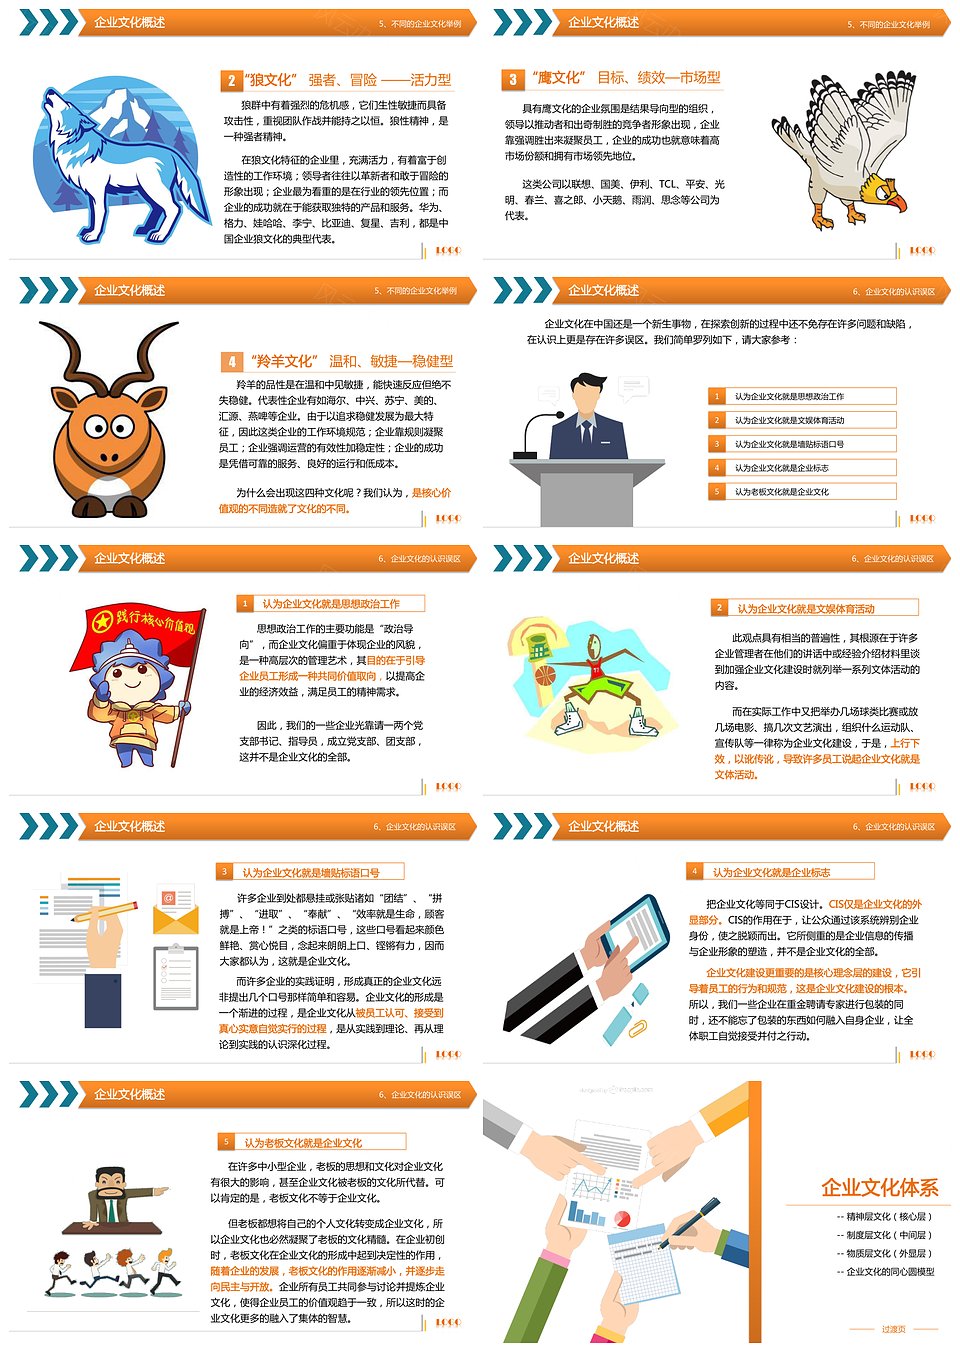 企业文化概述
5、不同的企业文化举例
2 “狼文化” 强者、冒险 ——活力型
狼群中有着强烈的危机感，它们生性敏捷而具备
攻击性，重视团队作战并能持之以恒。狼性精神，是
一种强者精神。
在狼文化特征的企业里，充满活力，有着富于创
造性的工作环境；领导者往往以革新者和敢于冒险的
形象出现；企业最为看重的是在行业的领先位置；而
企业的成功就在于能获取独特的产品和服务。华为、
格力、娃哈哈、李宁、比亚迪、复星、吉利，都是中
国企业狼文化的典型代表。
LOGO
企业文化概述
5、不同的企业文化举例
3 “鹰文化” 目标、绩效—市场型
具有鹰文化的企业氛围是结果导向型的组织，
领导以推动者和出奇制胜的竞争者形象出现，企业
靠强调胜出来凝聚员工，企业的成功也就意味着高
市场份额和拥有市场领先地位。
这类公司以联想、国美、伊利、TCL、平安、光
明、春兰、喜之郎、小天鹅、雨润、思念等公司为
代表。
LOGO
企业文化概述
5、不同的企业文化举例
4 “羚羊文化” 温和、敏捷—稳健型
羚羊的品性是在温和中见敏捷，能快速反应但绝不
失稳健。代表性企业有如海尔、中兴、苏宁、美的、
汇源、燕啤等企业。由于以追求稳健发展为最大特
征，因此这类企业的工作环境规范；企业靠规则凝聚
员工；企业强调运营的有效性加稳定性；企业的成功
是凭借可靠的服务、良好的运行和低成本。
为什么会出现这四种文化呢？我们认为，是核心价
值观的不同造就了文化的不同。
LOGO
企业文化概述
6、企业文化的认识误区
企业文化在中国还是一个新生事物，在探索创新的过程中还不免存在许多问题和缺陷，
在认识上更是存在许多误区。我们简单罗列如下，请大家参考：
1 认为企业文化就是思想政治工作
2 认为企业文化就是文娱体育活动
3 认为企业文化就是墙贴标语口号
4 认为企业文化就是企业标志
5 认为老板文化就是企业文化
LOGO
企业文化概述
6、企业文化的认识误区
践行核心价值观
1 认为企业文化就是思想政治工作
思想政治工作的主要功能是“政治导
向”，而企业文化偏重于体现企业的风貌，
是一种高层次的管理艺术，其目的在于引导
企业员工形成一种共同价值取向，以提高企
业的经济效益，满足员工的精神需求。
因此，我们的一些企业光靠请一两个党
支部书记、指导员，成立党支部、团支部，
这并不是企业文化的全部。
LOGO
企业文化概述
6、企业文化的认识误区
2 认为企业文化就是文娱体育活动
此观点具有相当的普遍性，其根源在于许多
企业管理者在他们的讲话中或经验介绍材料里谈
到加强企业文化建设时就列举一系列文体活动的
内容。
而在实际工作中又把举办几场球类比赛或放
几场电影、搞几次文艺演出，组织什么运动队、
宣传队等一律称为企业文化建设，于是，上行下
效，以讹传讹，导致许多员工说起企业文化就是
文体活动。
LOGO
企业文化概述
6、企业文化的认识误区
3 认为企业文化就是墙贴标语口号
许多企业到处都悬挂或张贴诸如“团结”、“拼
搏”、“进取”、“奉献”、“效率就是生命，顾客
就是上帝！”之类的标语口号，这些口号看起来颜色
鲜艳、赏心悦目，念起来朗朗上口、铿锵有力，因而
大家都认为，这就是企业文化。
而许多企业的实践证明，形成真正的企业文化远
非提出几个口号那样简单和容易。企业文化的形成是
一个渐进的过程，是企业文化从被员工认可、接受到
真心实意自觉实行的过程，是从实践到理论、再从理
论到实践的认识深化过程。
LOGO
企业文化概述
6、企业文化的认识误区
4 认为企业文化就是企业标志
把企业文化等同于CIS设计。CIS仅是企业文化的外
显部分。CIS的作用在于，让公众通过该系统辨别企业
身份，使之脱颖而出。它所侧重的是企业信息的传播
与企业形象的塑造，并不是企业文化的全部。
企业文化建设更重要的是核心理念层的建设，它引
导着员工的行为和规范，这是企业文化建设的根本。
所以，我们一些企业在重金聘请专家进行包装的同
时，还不能忘了包装的东西如何融入自身企业，让全
体职工自觉接受并付之行动。
LOGO
企业文化概述
6、企业文化的认识误区
5 认为老板文化就是企业文化
在许多中小型企业，老板的思想和文化对企业文化
有很大的影响，甚至企业文化被老板的文化所代替。可
以肯定的是，老板文化不等于企业文化。
但老板都想将自己的个人文化转变成企业文化，所
以企业文化也必然凝聚了老板的文化精髓。在企业初创
时，老板文化在企业文化的形成中起到决定性的作用，
随着企业的发展，老板文化的作用逐渐减小，并逐步走
向民主与开放。企业所有员工共同参与讨论并提炼企业
文化，使得企业员工的价值观趋于一致，所以这时的企
业文化更多的融入了集体的智慧。
LOGO
企业文化体系
-- 精神层文化（核心层）
-- 制度层文化（中间层）
-- 物质层文化（外显层）
-- 企业文化的同心圆模型
过渡页